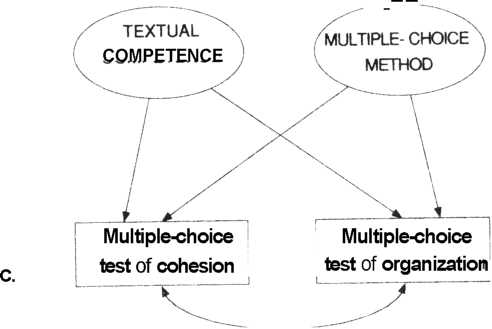 TEXTUAL
COMPETENCE
MULTIPLE- CHOICE
METHOD
Multiple-choice
test of cohesion
Multiple-choice
test of organization
C.